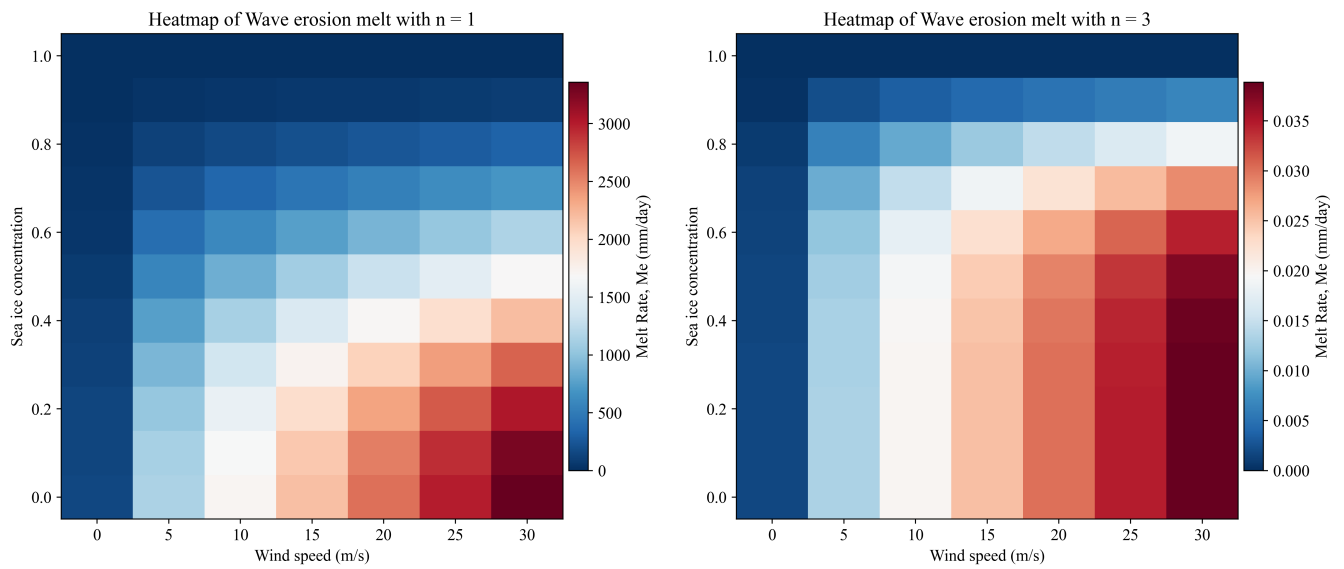 Heatmap of Wave erosion melt with n = 1
1.0
0.8
0.6
0.4
0.2
0.0
Sea ice concentration
0 5 10 15 20 25 30
Wind speed (m/s)
3000
2500
2000
1500
1000
500
0
Melt Rate, Me (mm/day)
Heatmap of Wave erosion melt with n = 3
1.0
0.8
0.6
0.4
0.2
0.0
Sea ice concentration
0 5 10 15 20 25 30
Wind speed (m/s)
0.035
0.030
0.025
0.020
0.015
0.010
0.005
0.000
Melt Rate, Me (mm/day)